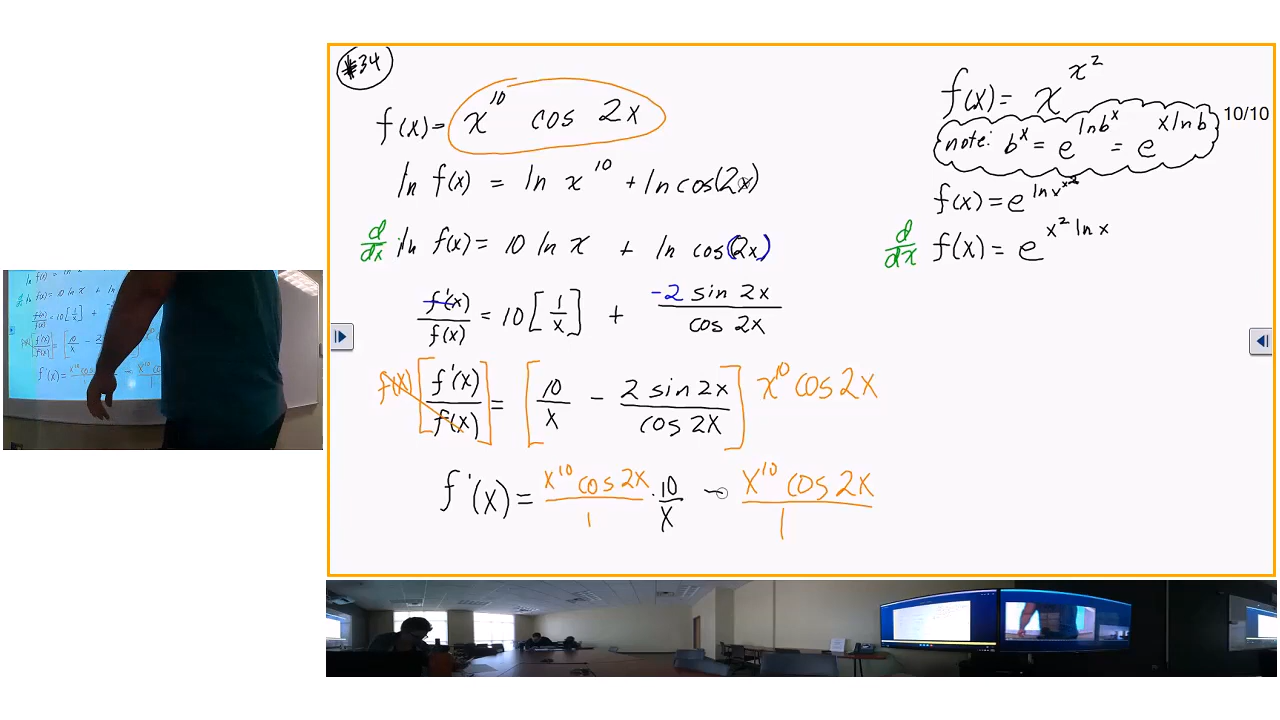 #34
f(x) = x^10 cos 2x
ln f(x) = ln x^10 + ln cos(2x)
d/dx ln f(x) = 10 ln x + ln cos(2x)
f'(x)/f(x) = 10 [1/x] + -2 sin 2x / cos 2x
f(x) [f'(x)/f(x)] = [10/x - 2 sin 2x / cos 2x] x^10 cos 2x
f'(x) = x^10 cos 2x / 1 · 10/x - x^10 cos 2x / 1
f(x) = x^x^2
10/10
note: b^x = e^ln b^x = e^x ln b
f(x) = e^ln x^x^2
d/dx f(x) = e^x^2 ln x